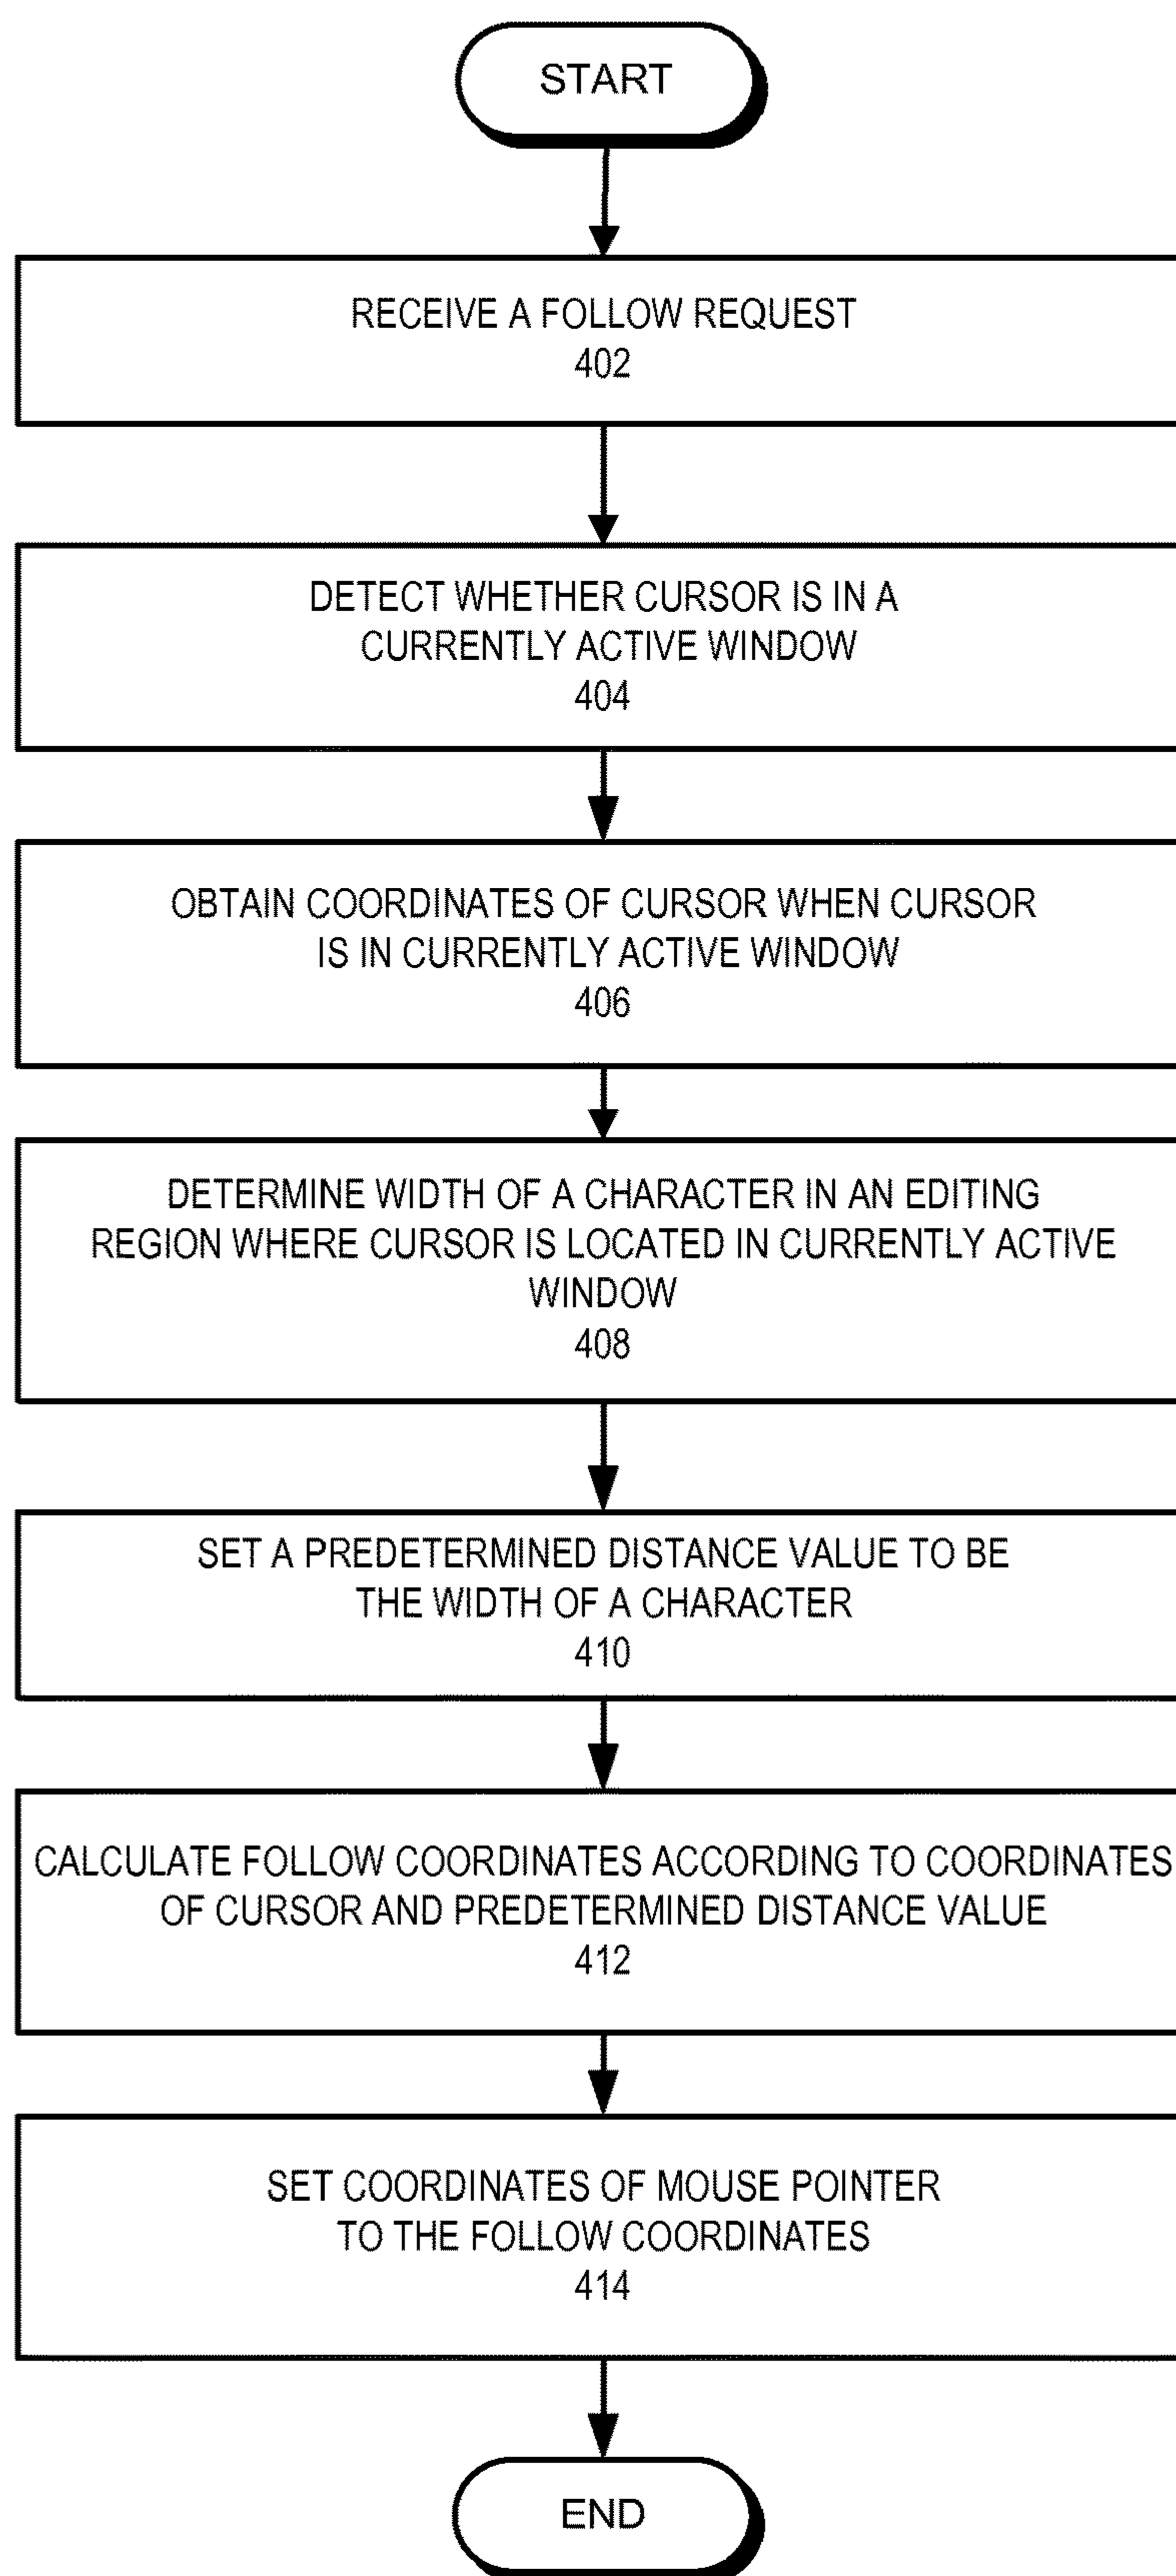 START
RECEIVE A FOLLOW REQUEST
402
DETECT WHETHER CURSOR IS IN A
CURRENTLY ACTIVE WINDOW
404
OBTAIN COORDINATES OF CURSOR WHEN CURSOR
IS IN CURRENTLY ACTIVE WINDOW
406
DETERMINE WIDTH OF A CHARACTER IN AN EDITING
REGION WHERE CURSOR IS LOCATED IN CURRENTLY ACTIVE
WINDOW
408
SET A PREDETERMINED DISTANCE VALUE TO BE
THE WIDTH OF A CHARACTER
410
CALCULATE FOLLOW COORDINATES ACCORDING TO COORDINATES
OF CURSOR AND PREDETERMINED DISTANCE VALUE
412
SET COORDINATES OF MOUSE POINTER
TO THE FOLLOW COORDINATES
414
END